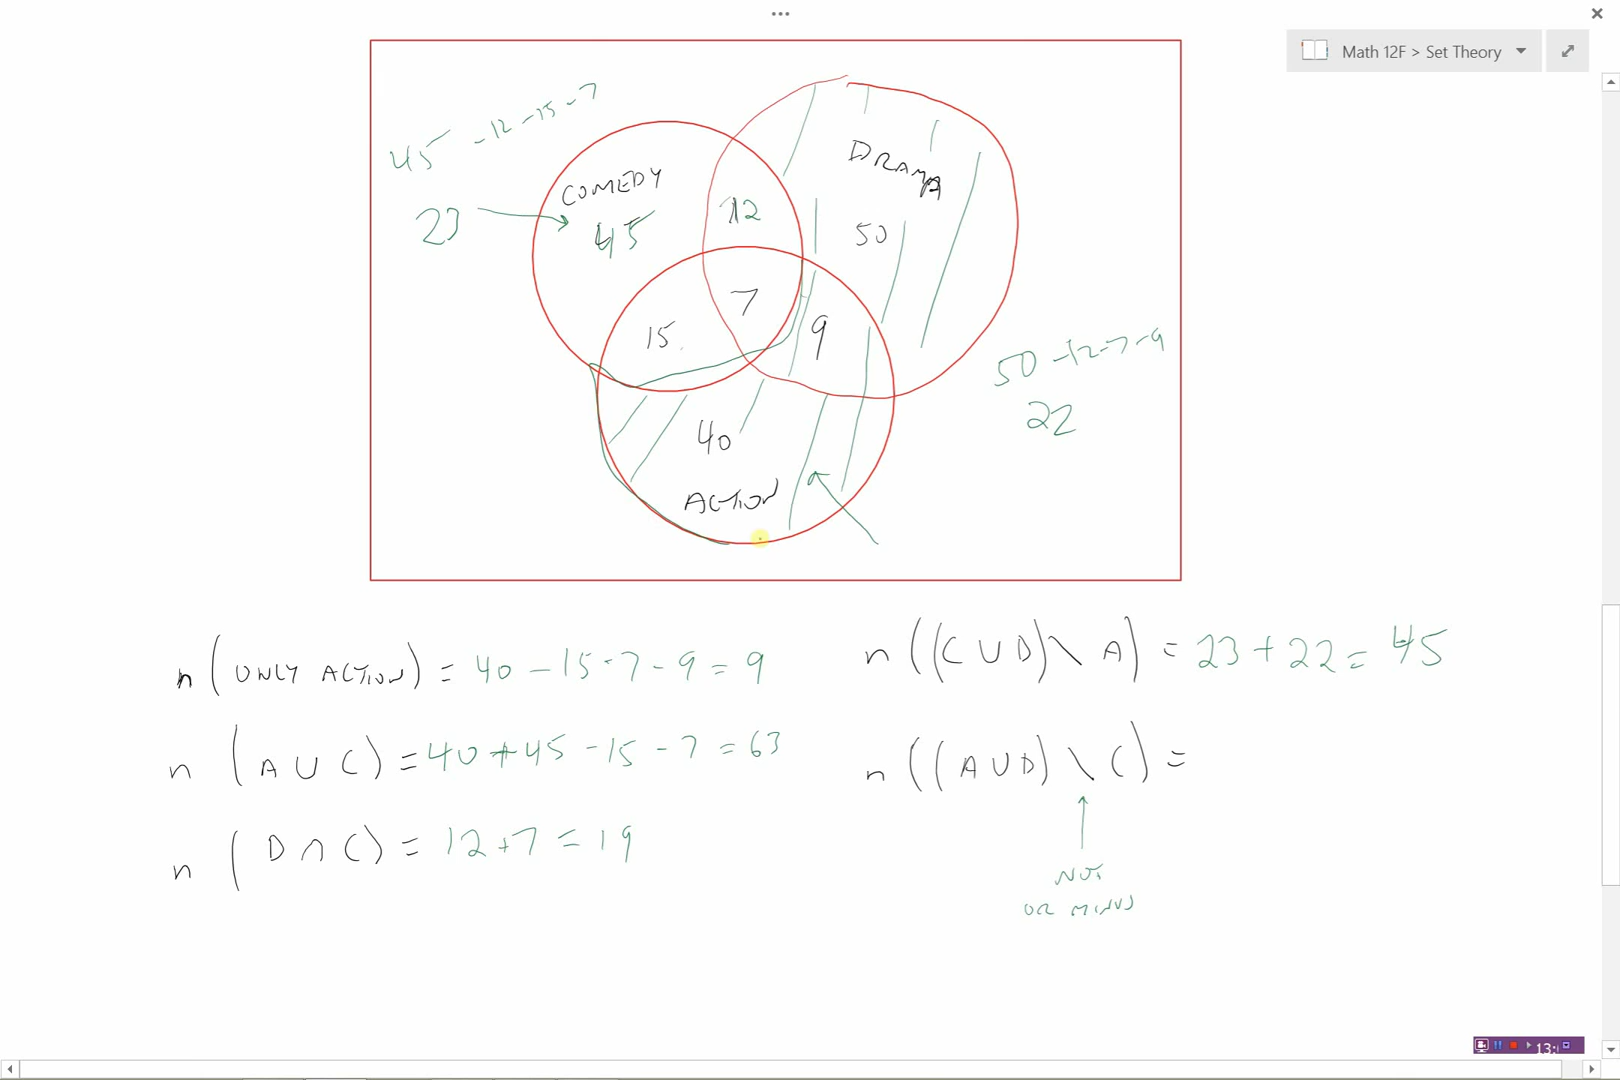 Math 12F > Set Theory
45 -12 -15 -7
23
COMEDY
45
12
DRAMA
50
7
15
9
50 -12 -7 -9
22
40
ACTION
n (ONLY ACTION) = 40 - 15 - 7 - 9 = 9
n (A ∪ C) = 40 + 45 - 15 - 7 = 63
n (D ∩ C) = 12 + 7 = 19
n ((C ∪ D) \ A) = 23 + 22 = 45
n ((A ∪ D) \ C) =
NOT
OR MINUS